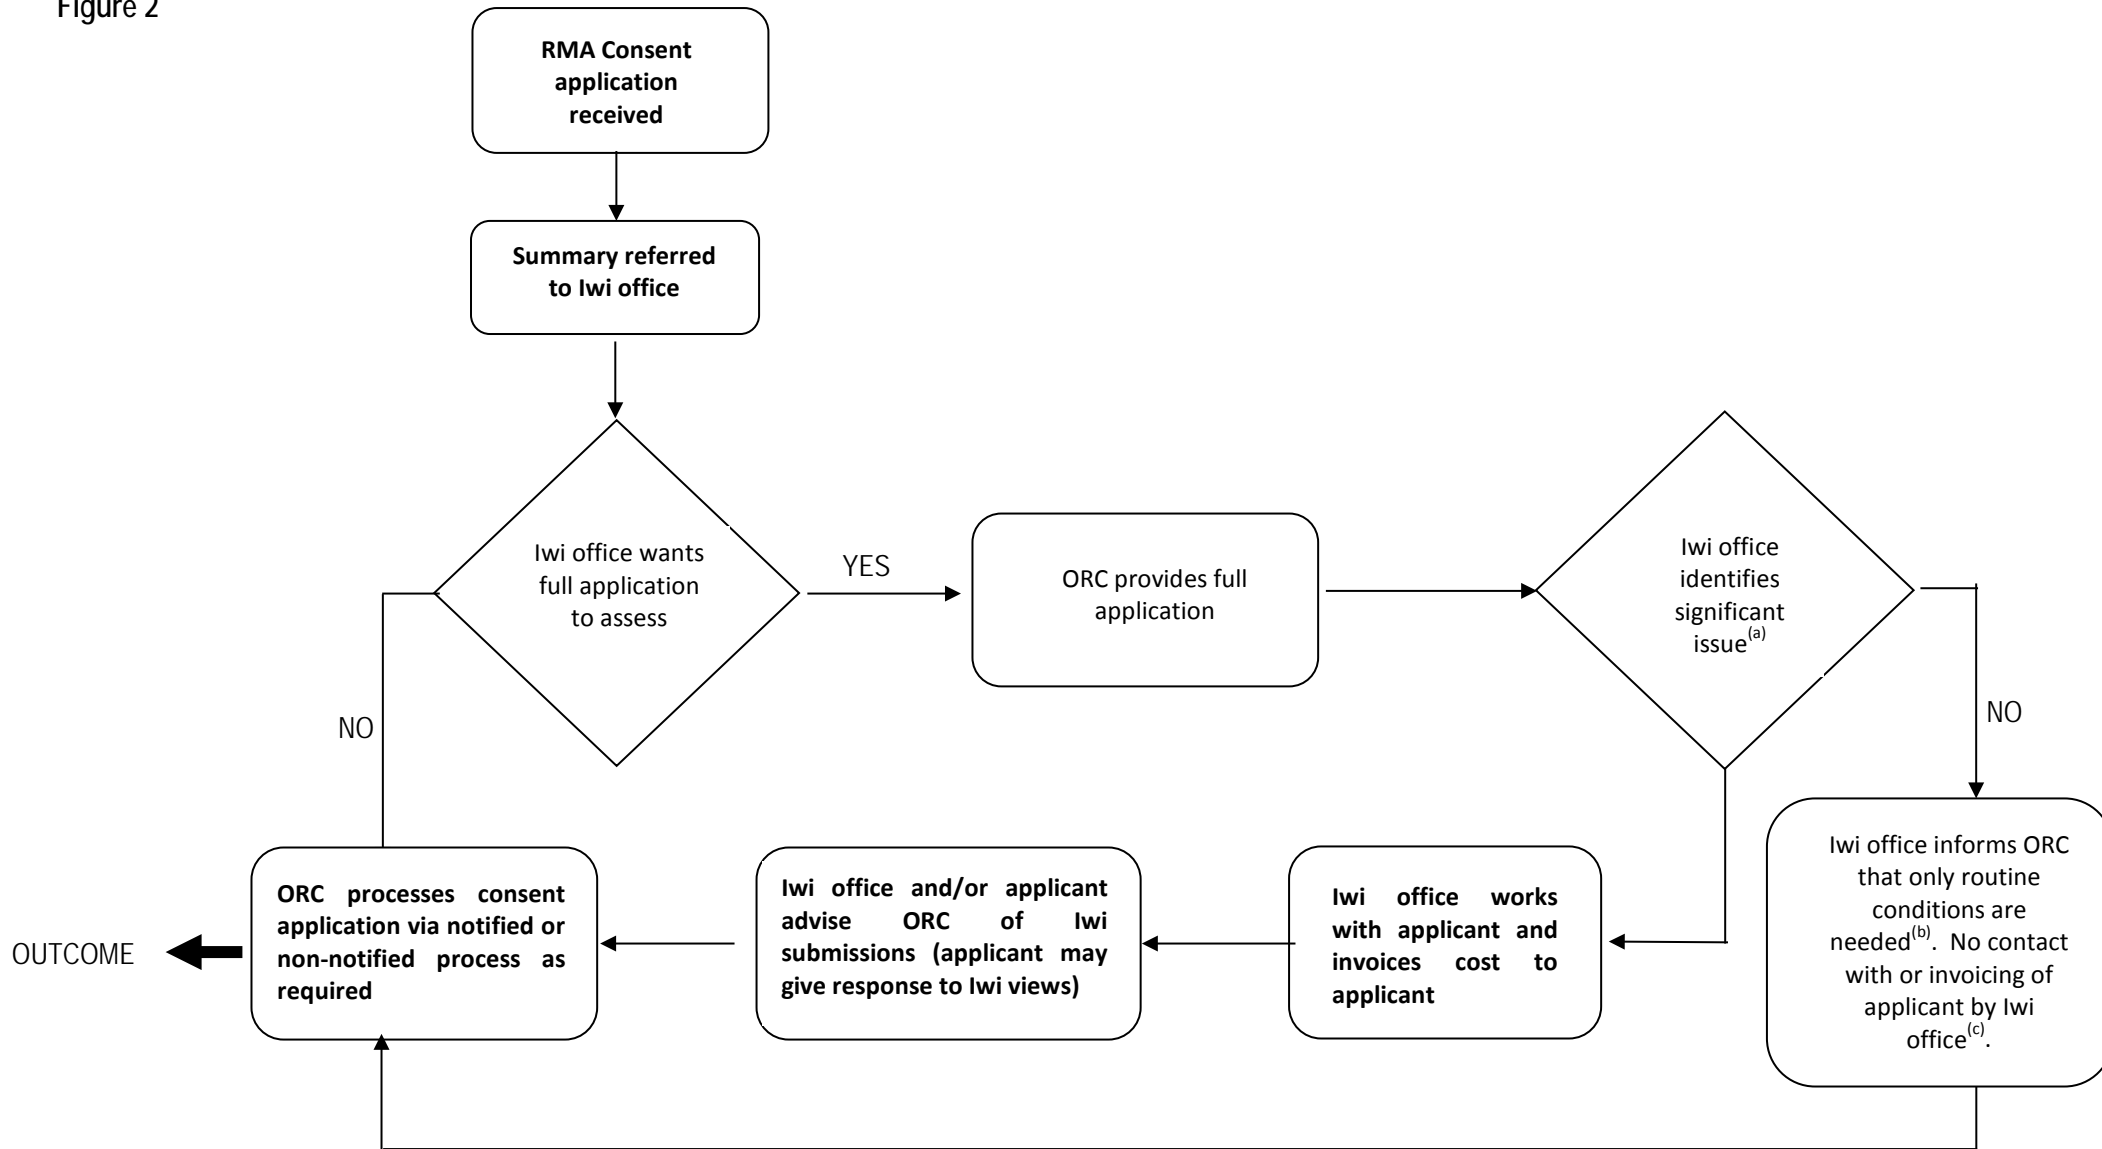 Figure 2
RMA Consent
application
received
Summary referred
to Iwi office
Iwi office wants
full application
to assess
YES
ORC provides full
application
Iwi office
identifies
significant
issue(a)
NO
NO
Iwi office informs ORC
that only routine
conditions are
needed(b). No contact
with or invoicing of
applicant by Iwi
office(c).
Iwi office works
with applicant and
invoices cost to
applicant
Iwi office and/or applicant
advise ORC of Iwi
submissions (applicant may
give response to Iwi views)
ORC processes consent
application via notified or
non-notified process as
required
OUTCOME